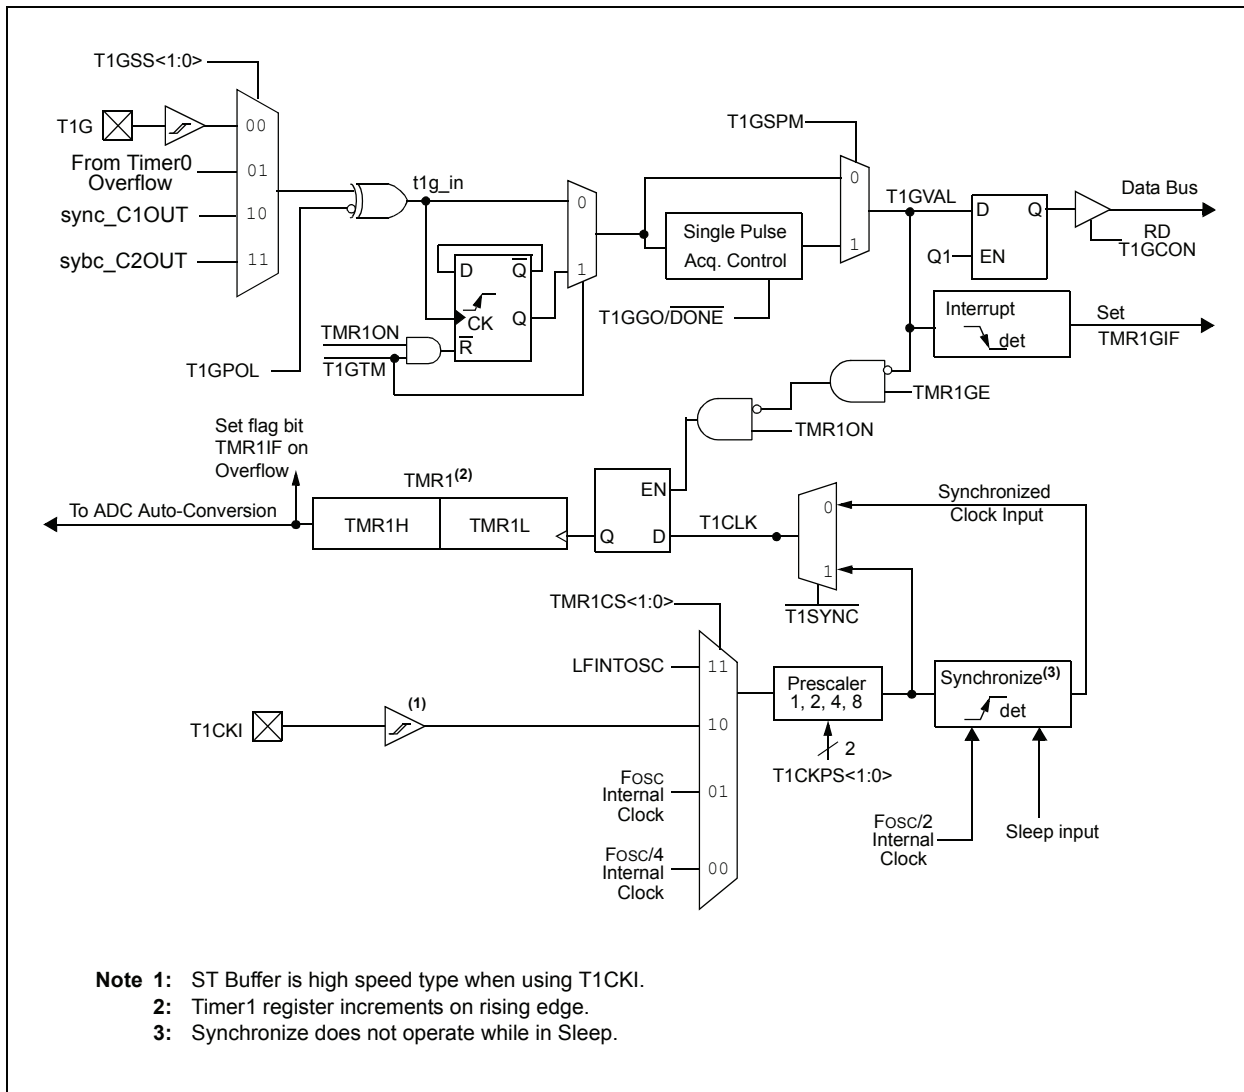 T1GSS<1:0>
T1G
00
From Timer0
Overflow
01
sync_C1OUT
10
sybc_C2OUT
11
T1GPOL
t1g_in
D
Q
CK
Q
R
TMR1ON
T1GTM
0
1
T1GSPM
Single Pulse
Acq. Control
T1GGO/DONE
0
1
T1GVAL
D
Q
Q1
EN
Data Bus
RD
T1GCON
Interrupt
det
Set
TMR1GIF
TMR1GE
TMR1ON
Set flag bit
TMR1IF on
Overflow
To ADC Auto-Conversion
TMR1(2)
TMR1H
TMR1L
EN
Q
D
T1CLK
0
1
T1SYNC
Synchronized
Clock Input
TMR1CS<1:0>
LFINTOSC
11
T1CKI
(1)
10
FOSC
Internal
Clock
01
FOSC/4
Internal
Clock
00
Prescaler
1, 2, 4, 8
2
T1CKPS<1:0>
Synchronize(3)
det
FOSC/2
Internal
Clock
Sleep input
Note 1: ST Buffer is high speed type when using T1CKI.
2: Timer1 register increments on rising edge.
3: Synchronize does not operate while in Sleep.